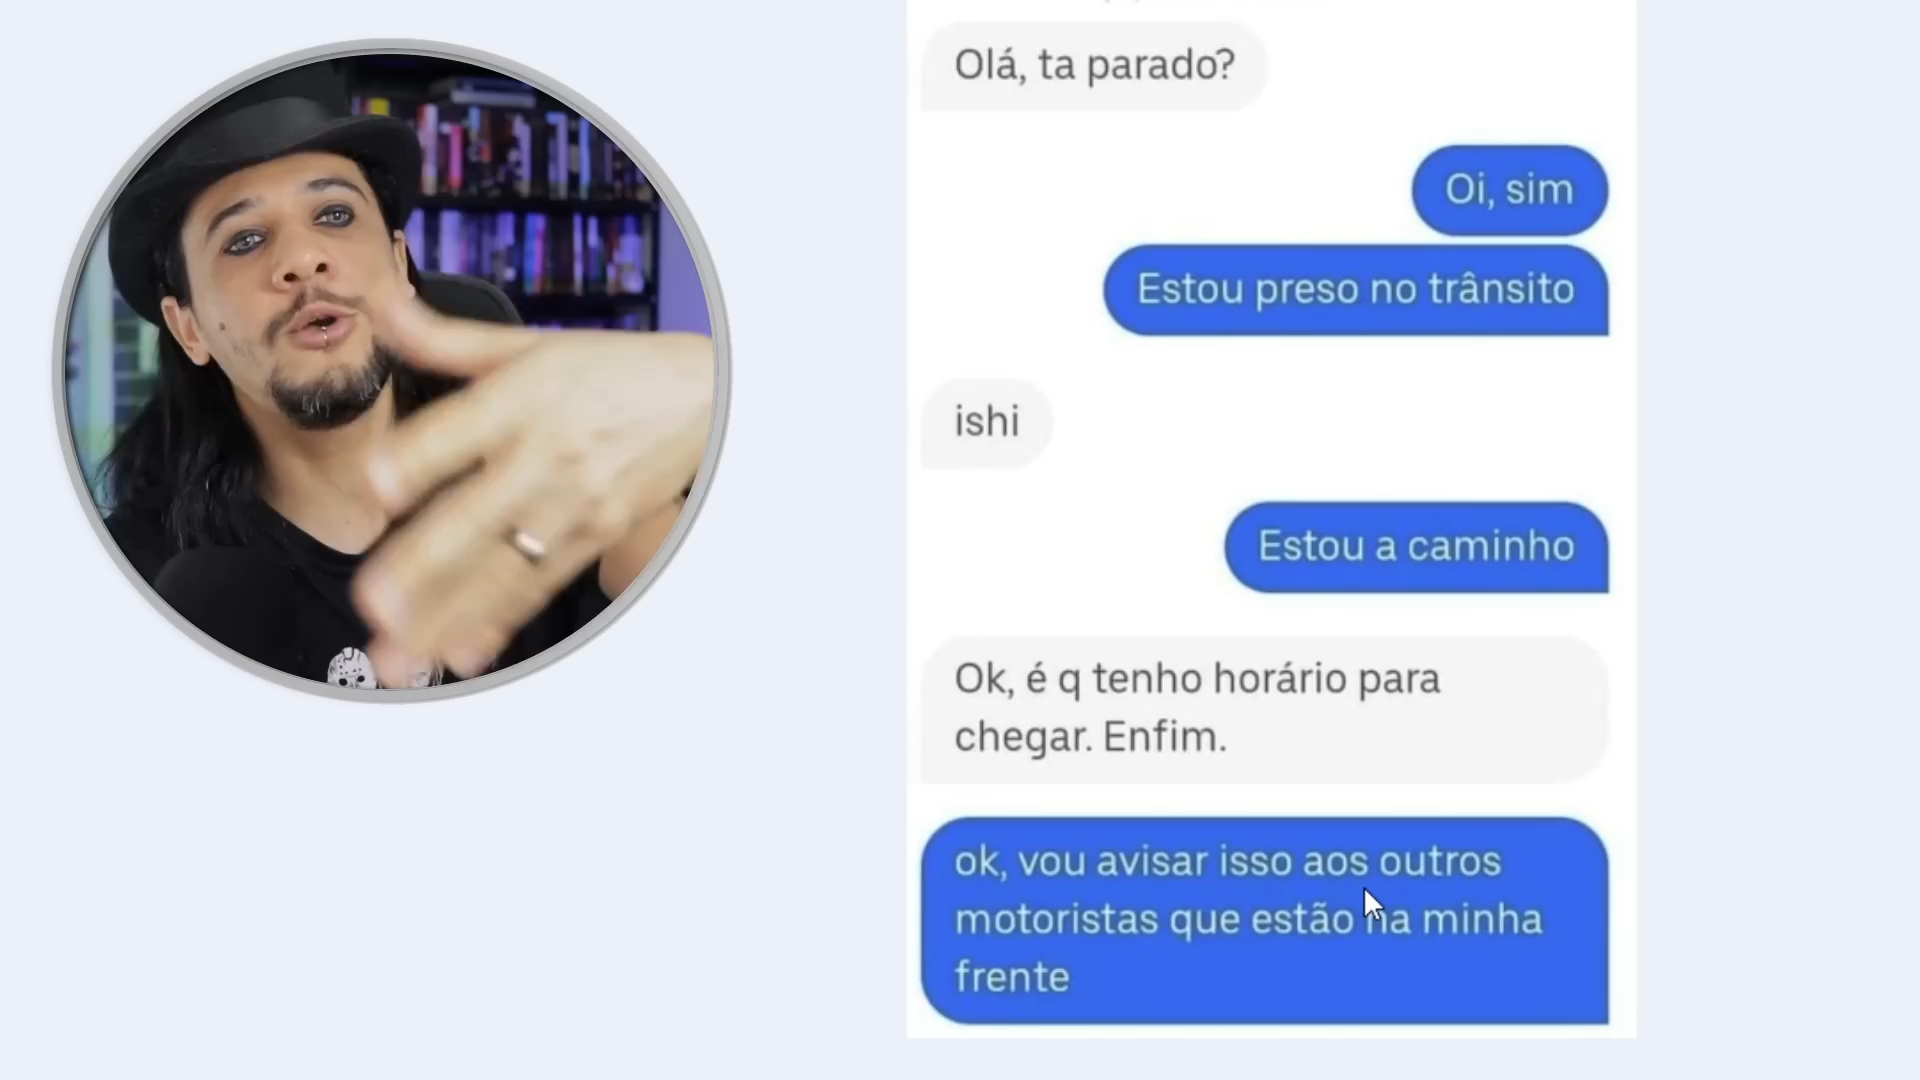 Olá, ta parado?
Oi, sim
Estou preso no trânsito
ishi
Estou a caminho
Ok, é q tenho horário para
chegar. Enfim.
ok, vou avisar isso aos outros
motoristas que estão na minha
frente